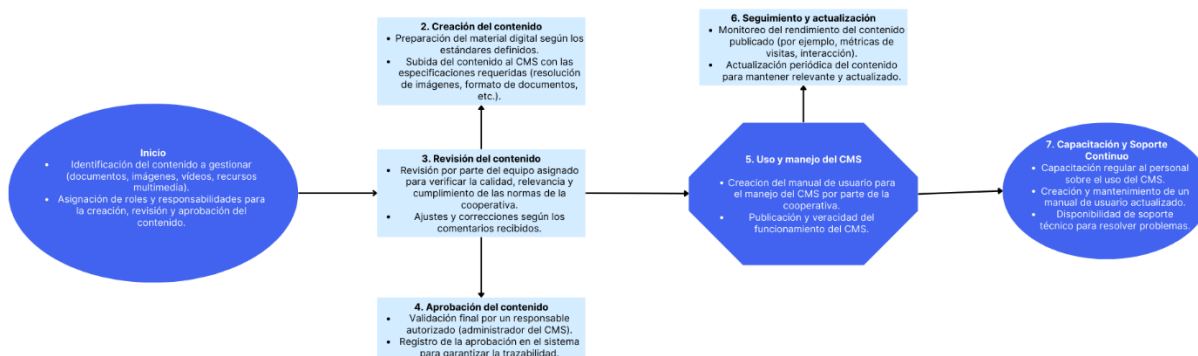 Inicio
• Identificación del contenido a gestionar
(documentos, imágenes, vídeos, recursos
multimedia).
• Asignación de roles y responsabilidades para
la creación, revisión y aprobación del
contenido.
2. Creación del contenido
• Preparación del material digital según los
estándares definidos.
• Subida del contenido al CMS con las
especificaciones requeridas (resolución
de imágenes, formato de documentos,
etc.).
3. Revisión del contenido
• Revisión por parte del equipo asignado
para verificar la calidad, relevancia y
cumplimiento de las normas de la
cooperativa.
• Ajustes y correcciones según los
comentarios recibidos.
4. Aprobación del contenido
• Validación final por un responsable
autorizado (administrador del CMS).
• Registro de la aprobación en el sistema
para garantizar la trazabilidad.
6. Seguimiento y actualización
• Monitoreo del rendimiento del contenido
publicado (por ejemplo, métricas de
visitas, interacción).
• Actualización periódica del contenido
para mantener relevante y actualizado.
5. Uso y manejo del CMS
• Creacion del manual de usuario para
el manejo del CMS por parte de la
cooperativa.
• Publicación y veracidad del
funcionamiento del CMS.
7. Capacitación y Soporte
Continuo
• Capacitación regular al personal
sobre el uso del CMS.
• Creación y mantenimiento de un
manual de usuario actualizado.
• Disponibilidad de soporte
técnico para resolver problemas.